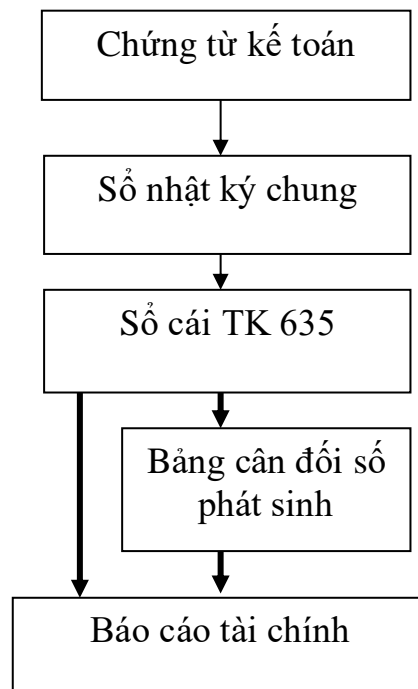 Chứng từ kế toán
Sổ nhật ký chung
Sổ cái TK 635
Bảng cân đối số
phát sinh
Báo cáo tài chính